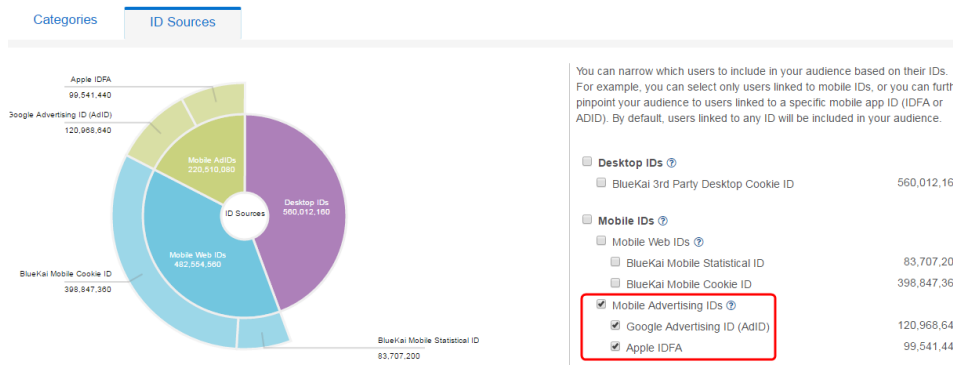 Categories
ID Sources
Apple IDFA
99,541,440
Google Advertising ID (AdID)
120,968,640
Mobile AdIDs
220,510,080
Desktop IDs
560,012,160
ID Sources
Mobile Web IDs
482,554,560
BlueKai Mobile Cookie ID
398,847,360
BlueKai Mobile Statistical ID
83,707,200
You can narrow which users to include in your audience based on their IDs.
For example, you can select only users linked to mobile IDs, or you can furth
pinpoint your audience to users linked to a specific mobile app ID (IDFA or
ADID). By default, users linked to any ID will be included in your audience.
Desktop IDs ?
BlueKai 3rd Party Desktop Cookie ID 560,012,16
Mobile IDs ?
Mobile Web IDs ?
BlueKai Mobile Statistical ID 83,707,20
BlueKai Mobile Cookie ID 398,847,36
Mobile Advertising IDs ?
Google Advertising ID (AdID) 120,968,64
Apple IDFA 99,541,44